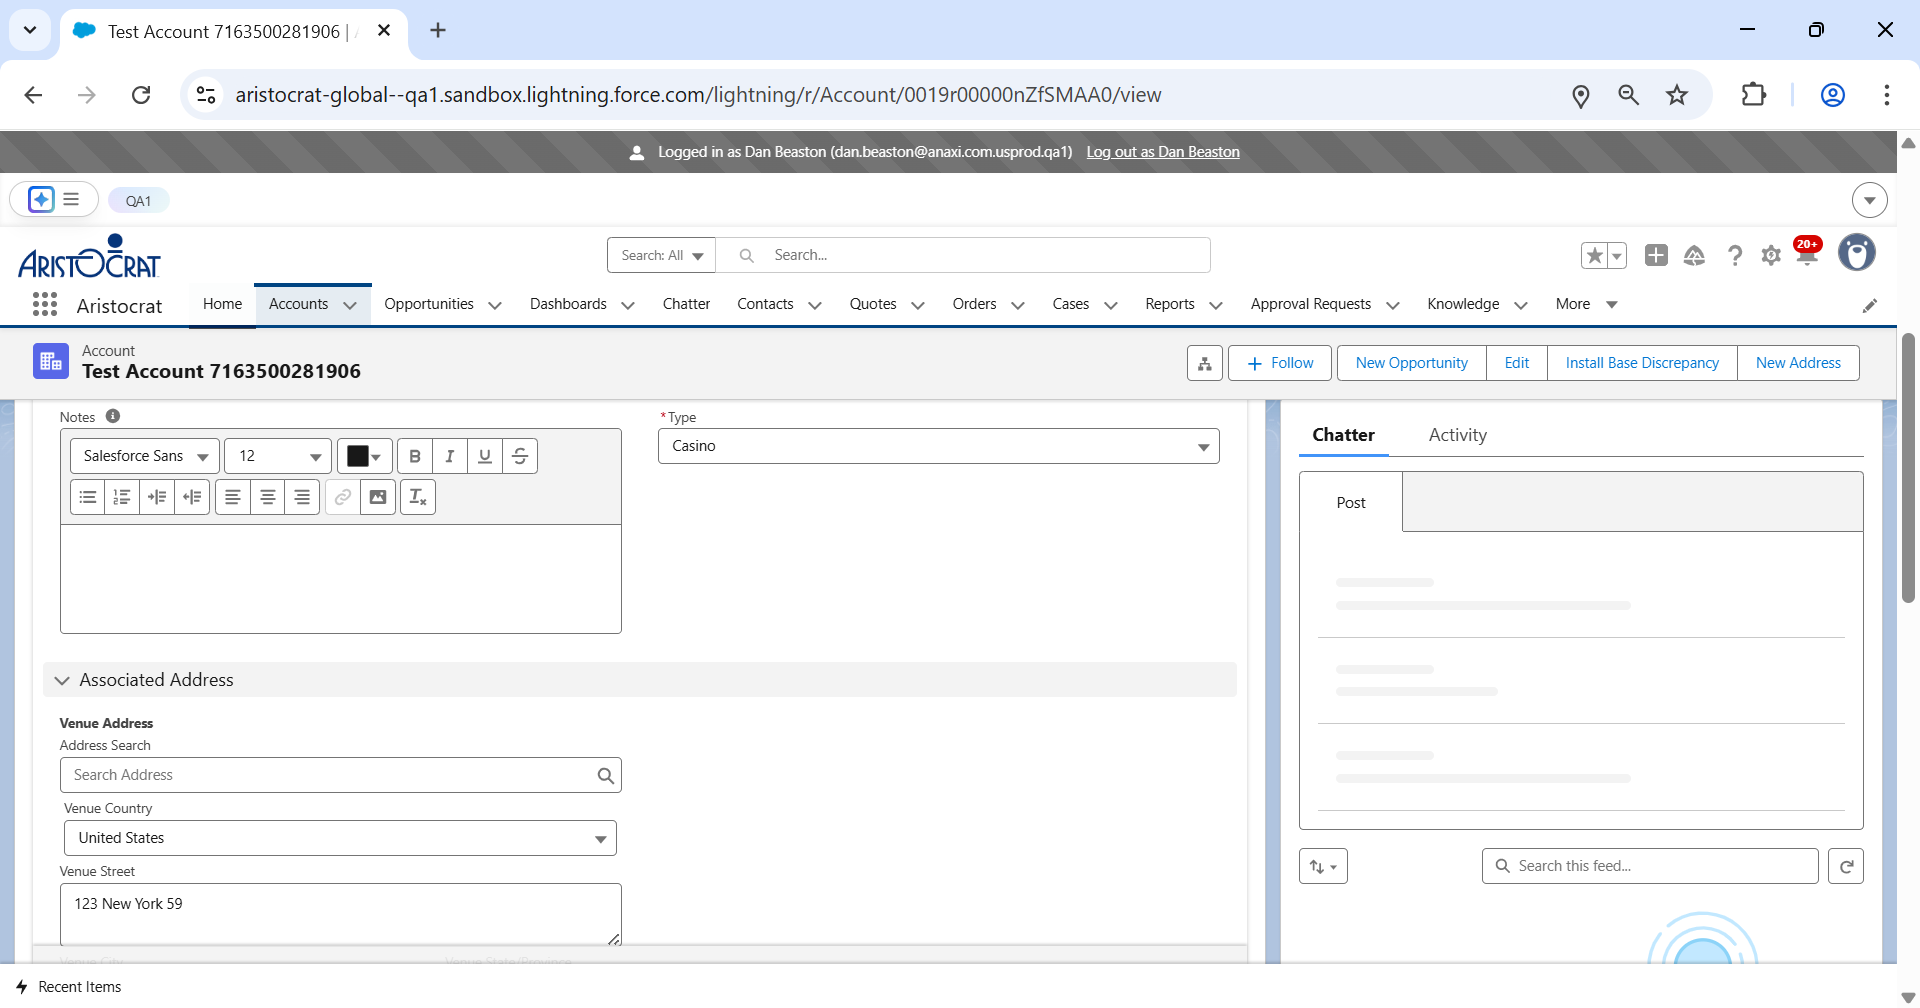 Test Account 7163500281906 |
aristocrat-global--qa1.sandbox.lightning.force.com/lightning/r/Account/0019r00000nZfSMAA0/view
Logged in as Dan Beaston (dan.beaston@anaxi.com.usprod.qa1) Log out as Dan Beaston
QA1
ARISTOCRAT
Search: All Search...
20+
Aristocrat Home Accounts Opportunities Dashboards Chatter Contacts Quotes Orders Cases Reports Approval Requests Knowledge More
Account
Test Account 7163500281906
Follow New Opportunity Edit Install Base Discrepancy New Address
Notes
*Type
Salesforce Sans 12
Casino
Chatter Activity
Post
Associated Address
Venue Address
Address Search
Search Address
Venue Country
United States
Venue Street
123 New York 59
Search this feed...
Venue City Venue State/Province
Recent Items